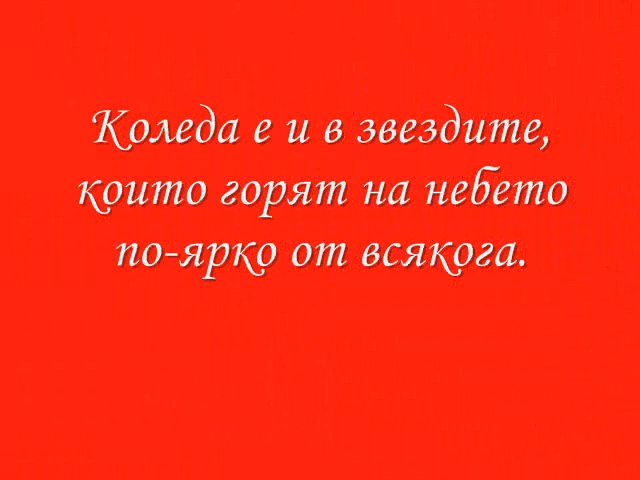 Коледа е и в звездите,
които горят на небето
по-ярко от всякога.